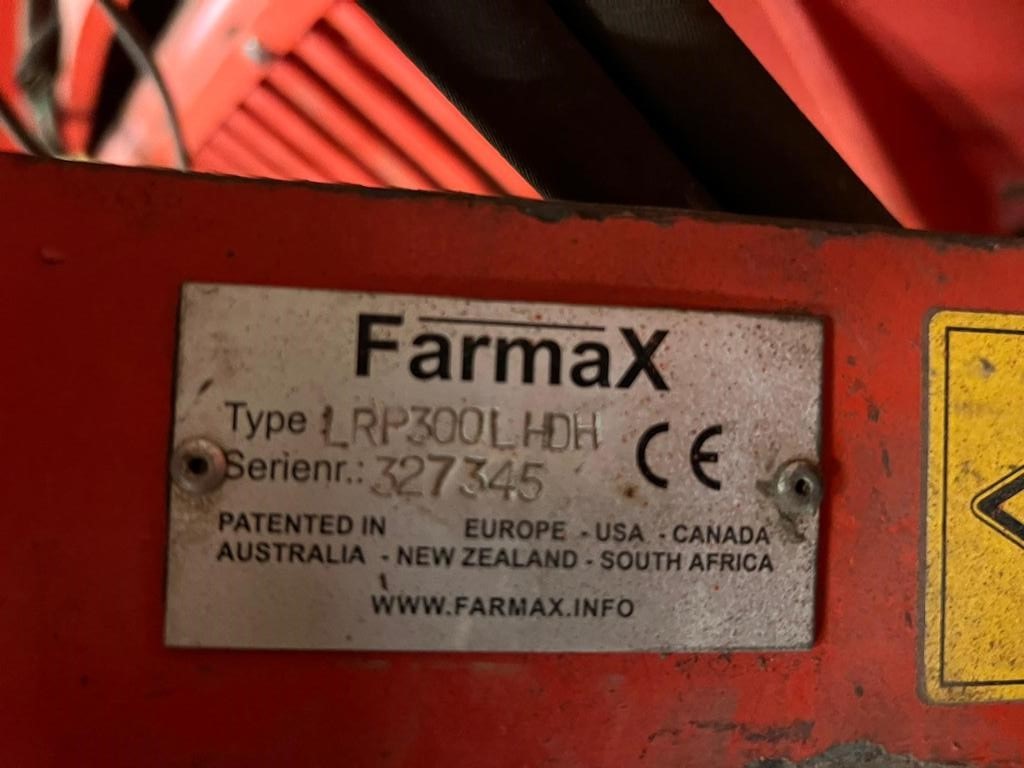 FarmaX
Type LRP300LHDH
Serienr.: 327345
CE
PATENTED IN EUROPE - USA - CANADA
AUSTRALIA - NEW ZEALAND - SOUTH AFRICA
WWW.FARMAX.INFO